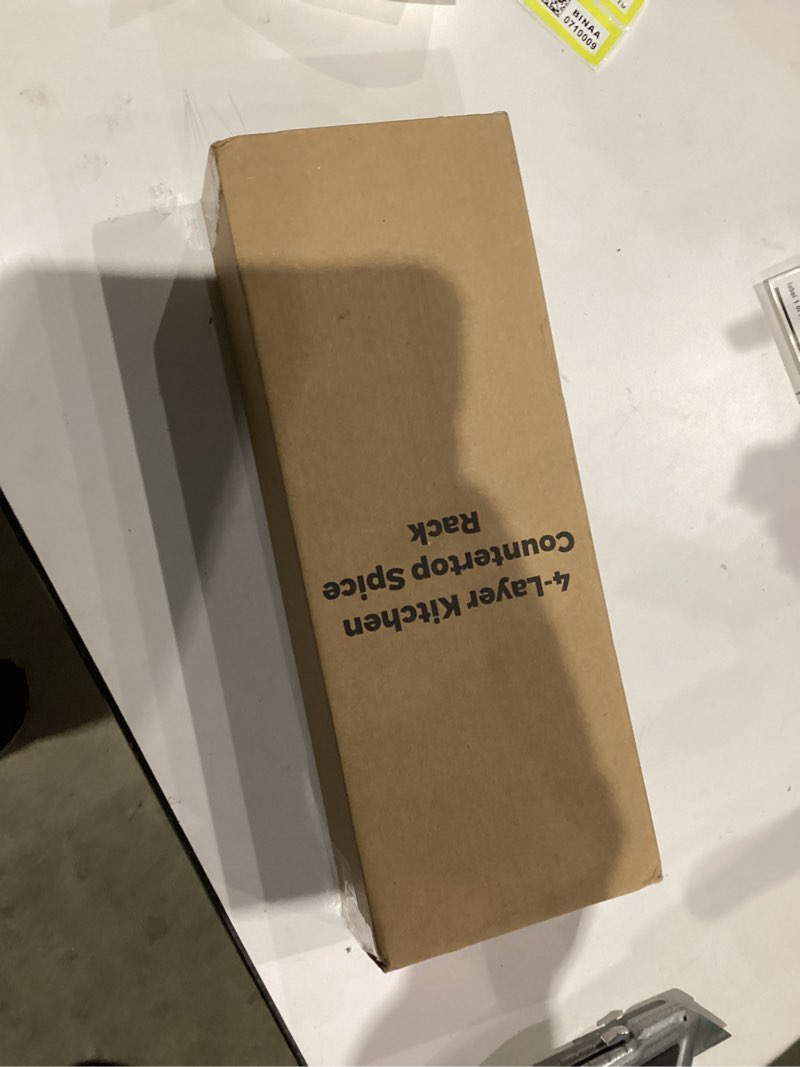 4-Layer Kitchen
Countertop Spice
Rack
BINAA
0710009